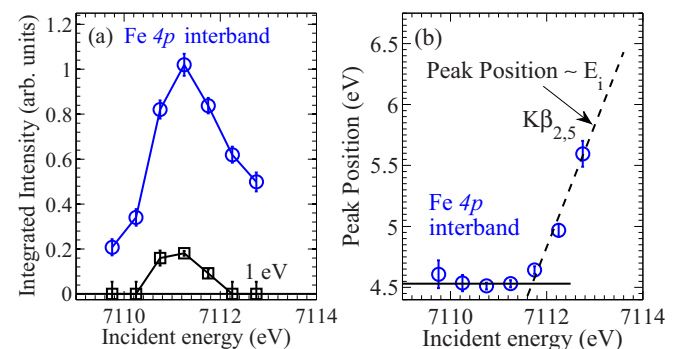 (a) Fe 4p interband
1 eV
Integrated Intensity (arb. units)
1.2
1
0.8
0.6
0.4
0.2
0
7110
7112
7114
Incident energy (eV)
(b)
Peak Position ~ E_i
Kβ_2,5
Fe 4p
interband
Peak Position (eV)
6.5
6
5.5
5
4.5
7110
7112
7114
Incident energy (eV)